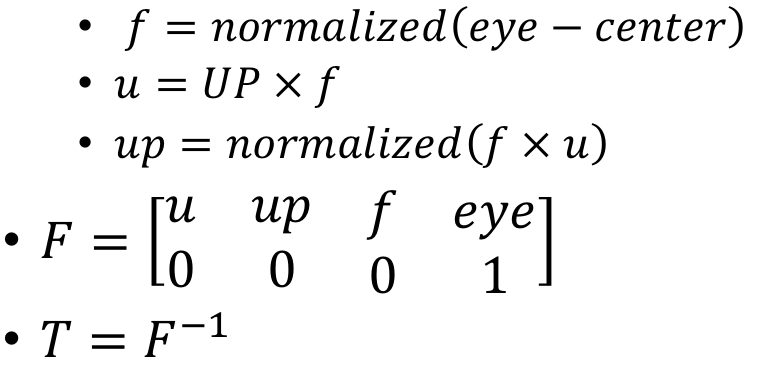 • f = normalized(eye − center)
• u = UP × f
• up = normalized(f × u)
• F = [u up f eye
0 0 0 1]
• T = F⁻¹